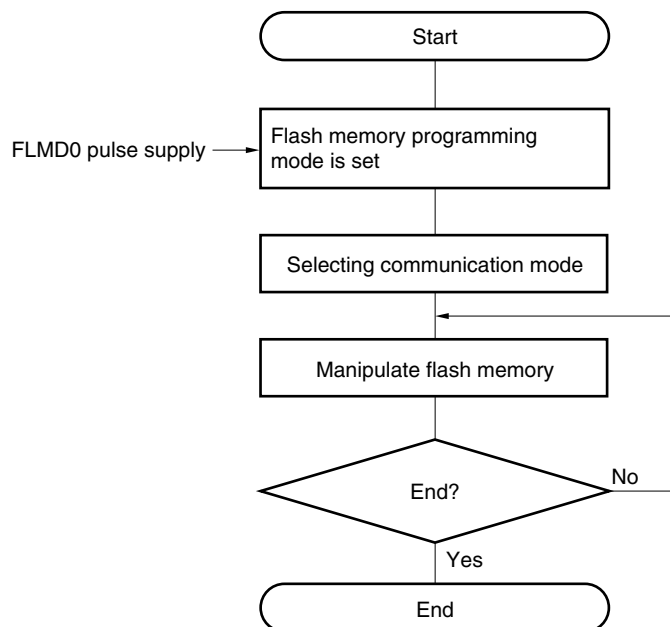 Start
FLMD0 pulse supply
Flash memory programming
mode is set
Selecting communication mode
Manipulate flash memory
End?
No
Yes
End